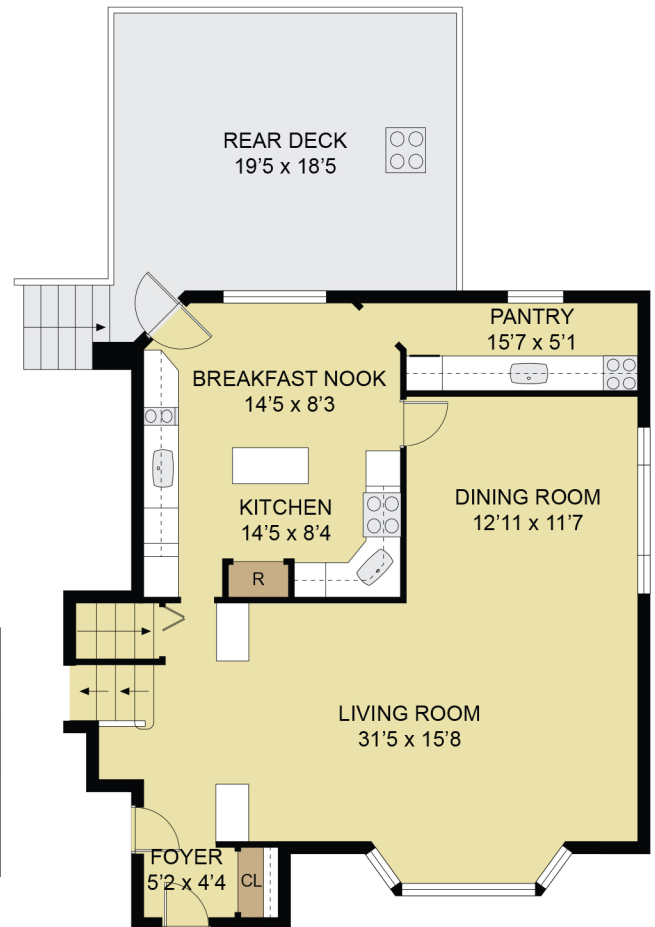 REAR DECK
19'5 x 18'5
PANTRY
15'7 x 5'1
BREAKFAST NOOK
14'5 x 8'3
DINING ROOM
12'11 x 11'7
KITCHEN
14'5 x 8'4
R
LIVING ROOM
31'5 x 15'8
FOYER
5'2 x 4'4
CL